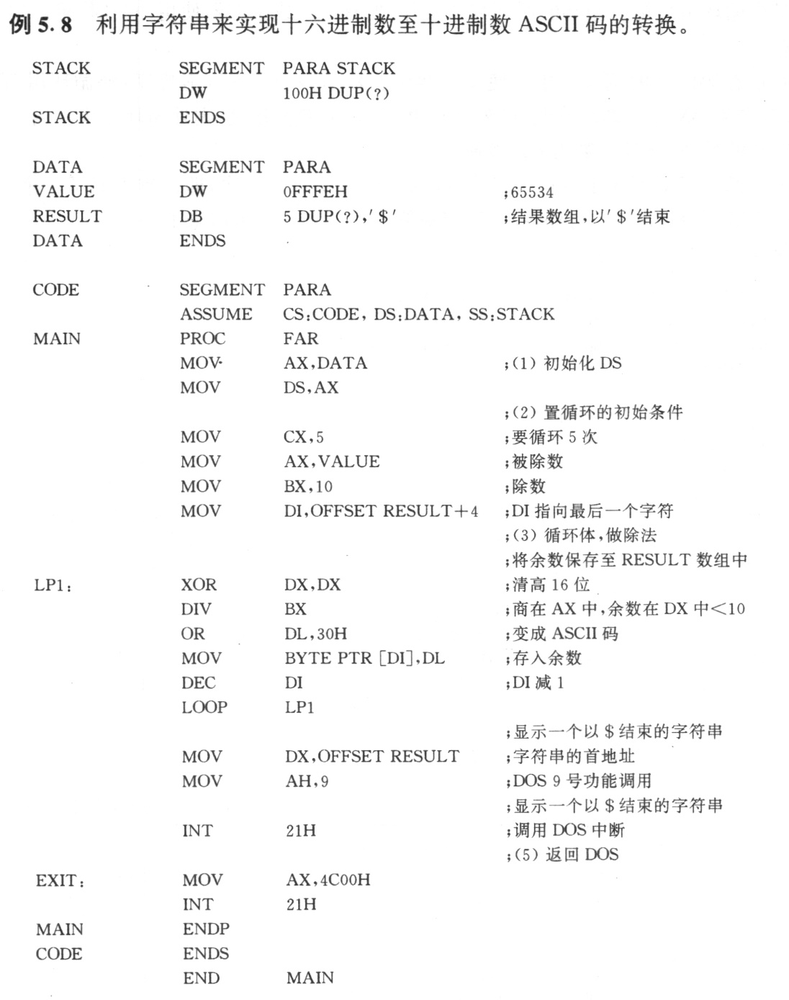 例 5.8 利用字符串来实现十六进制数至十进制数 ASCII 码的转换。
STACK SEGMENT PARA STACK
DW 100H DUP(?)
STACK ENDS
DATA SEGMENT PARA
VALUE DW 0FFFEH ;65534
RESULT DB 5 DUP(?),'$' ;结果数组,以'$'结束
DATA ENDS
CODE SEGMENT PARA
ASSUME CS:CODE, DS:DATA, SS:STACK
MAIN PROC FAR
MOV AX,DATA ;(1) 初始化 DS
MOV DS,AX
;(2) 置循环的初始条件
MOV CX,5 ;要循环 5 次
MOV AX,VALUE ;被除数
MOV BX,10 ;除数
MOV DI,OFFSET RESULT+4 ;DI 指向最后一个字符
;(3) 循环体,做除法
;将余数保存至 RESULT 数组中
LP1: XOR DX,DX ;清高 16 位
DIV BX ;商在 AX 中,余数在 DX 中<10
OR DL,30H ;变成 ASCII 码
MOV BYTE PTR [DI],DL ;存入余数
DEC DI ;DI 减 1
LOOP LP1
;显示一个以 $ 结束的字符串
MOV DX,OFFSET RESULT ;字符串的首地址
MOV AH,9 ;DOS 9 号功能调用
;显示一个以 $ 结束的字符串
INT 21H ;调用 DOS 中断
;(5) 返回 DOS
EXIT: MOV AX,4C00H
INT 21H
MAIN ENDP
CODE ENDS
END MAIN